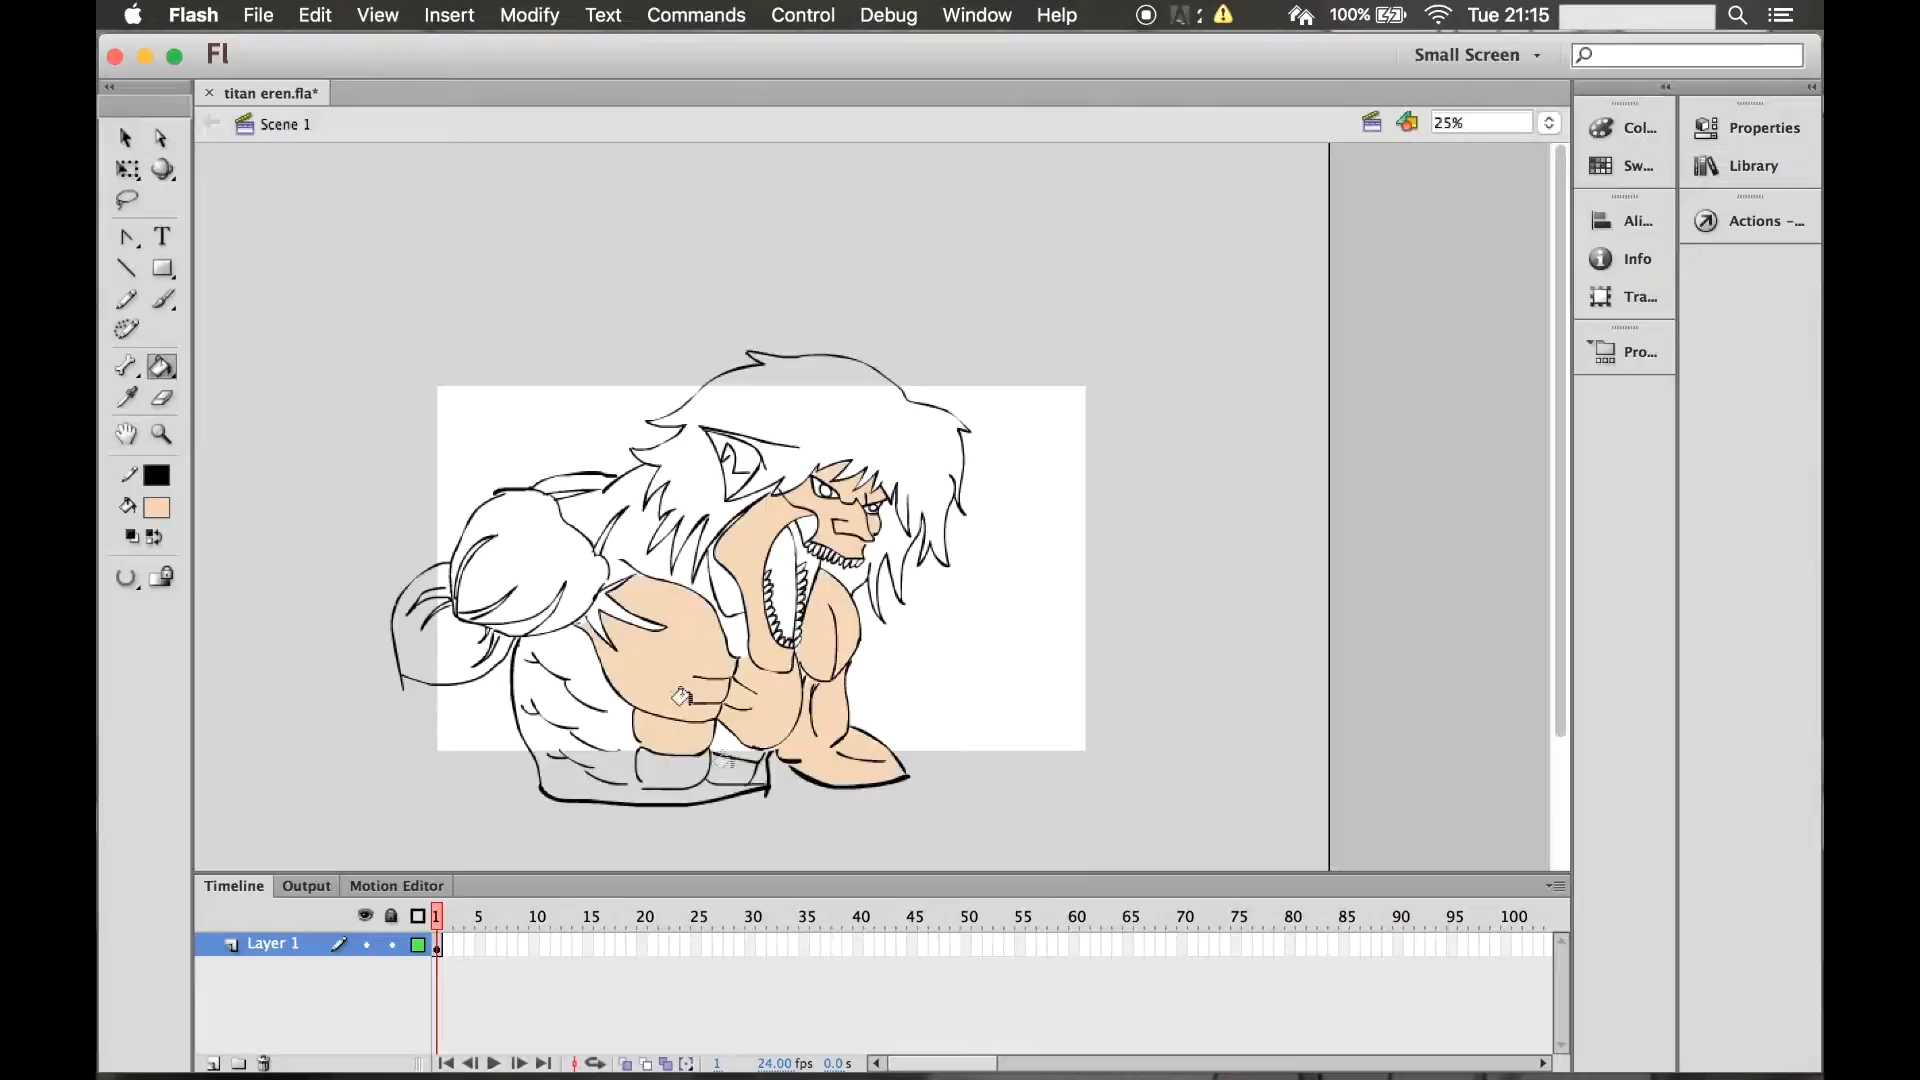 Flash File Edit View Insert Modify Text Commands Control Debug Window Help 100% Tue 21:15
Fl Small Screen
titan eren.fla*
Scene 1 25%
Col... Properties
Sw... Library
Ali... Actions -...
Info
Tra...
Pro...
T
Timeline Output Motion Editor
1 5 10 15 20 25 30 35 40 45 50 55 60 65 70 75 80 85 90 95 100
Layer 1
1 24.00 fps 0.0 s